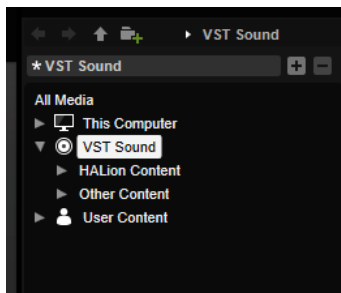 VST Sound
* VST Sound
All Media
This Computer
VST Sound
HALion Content
Other Content
User Content